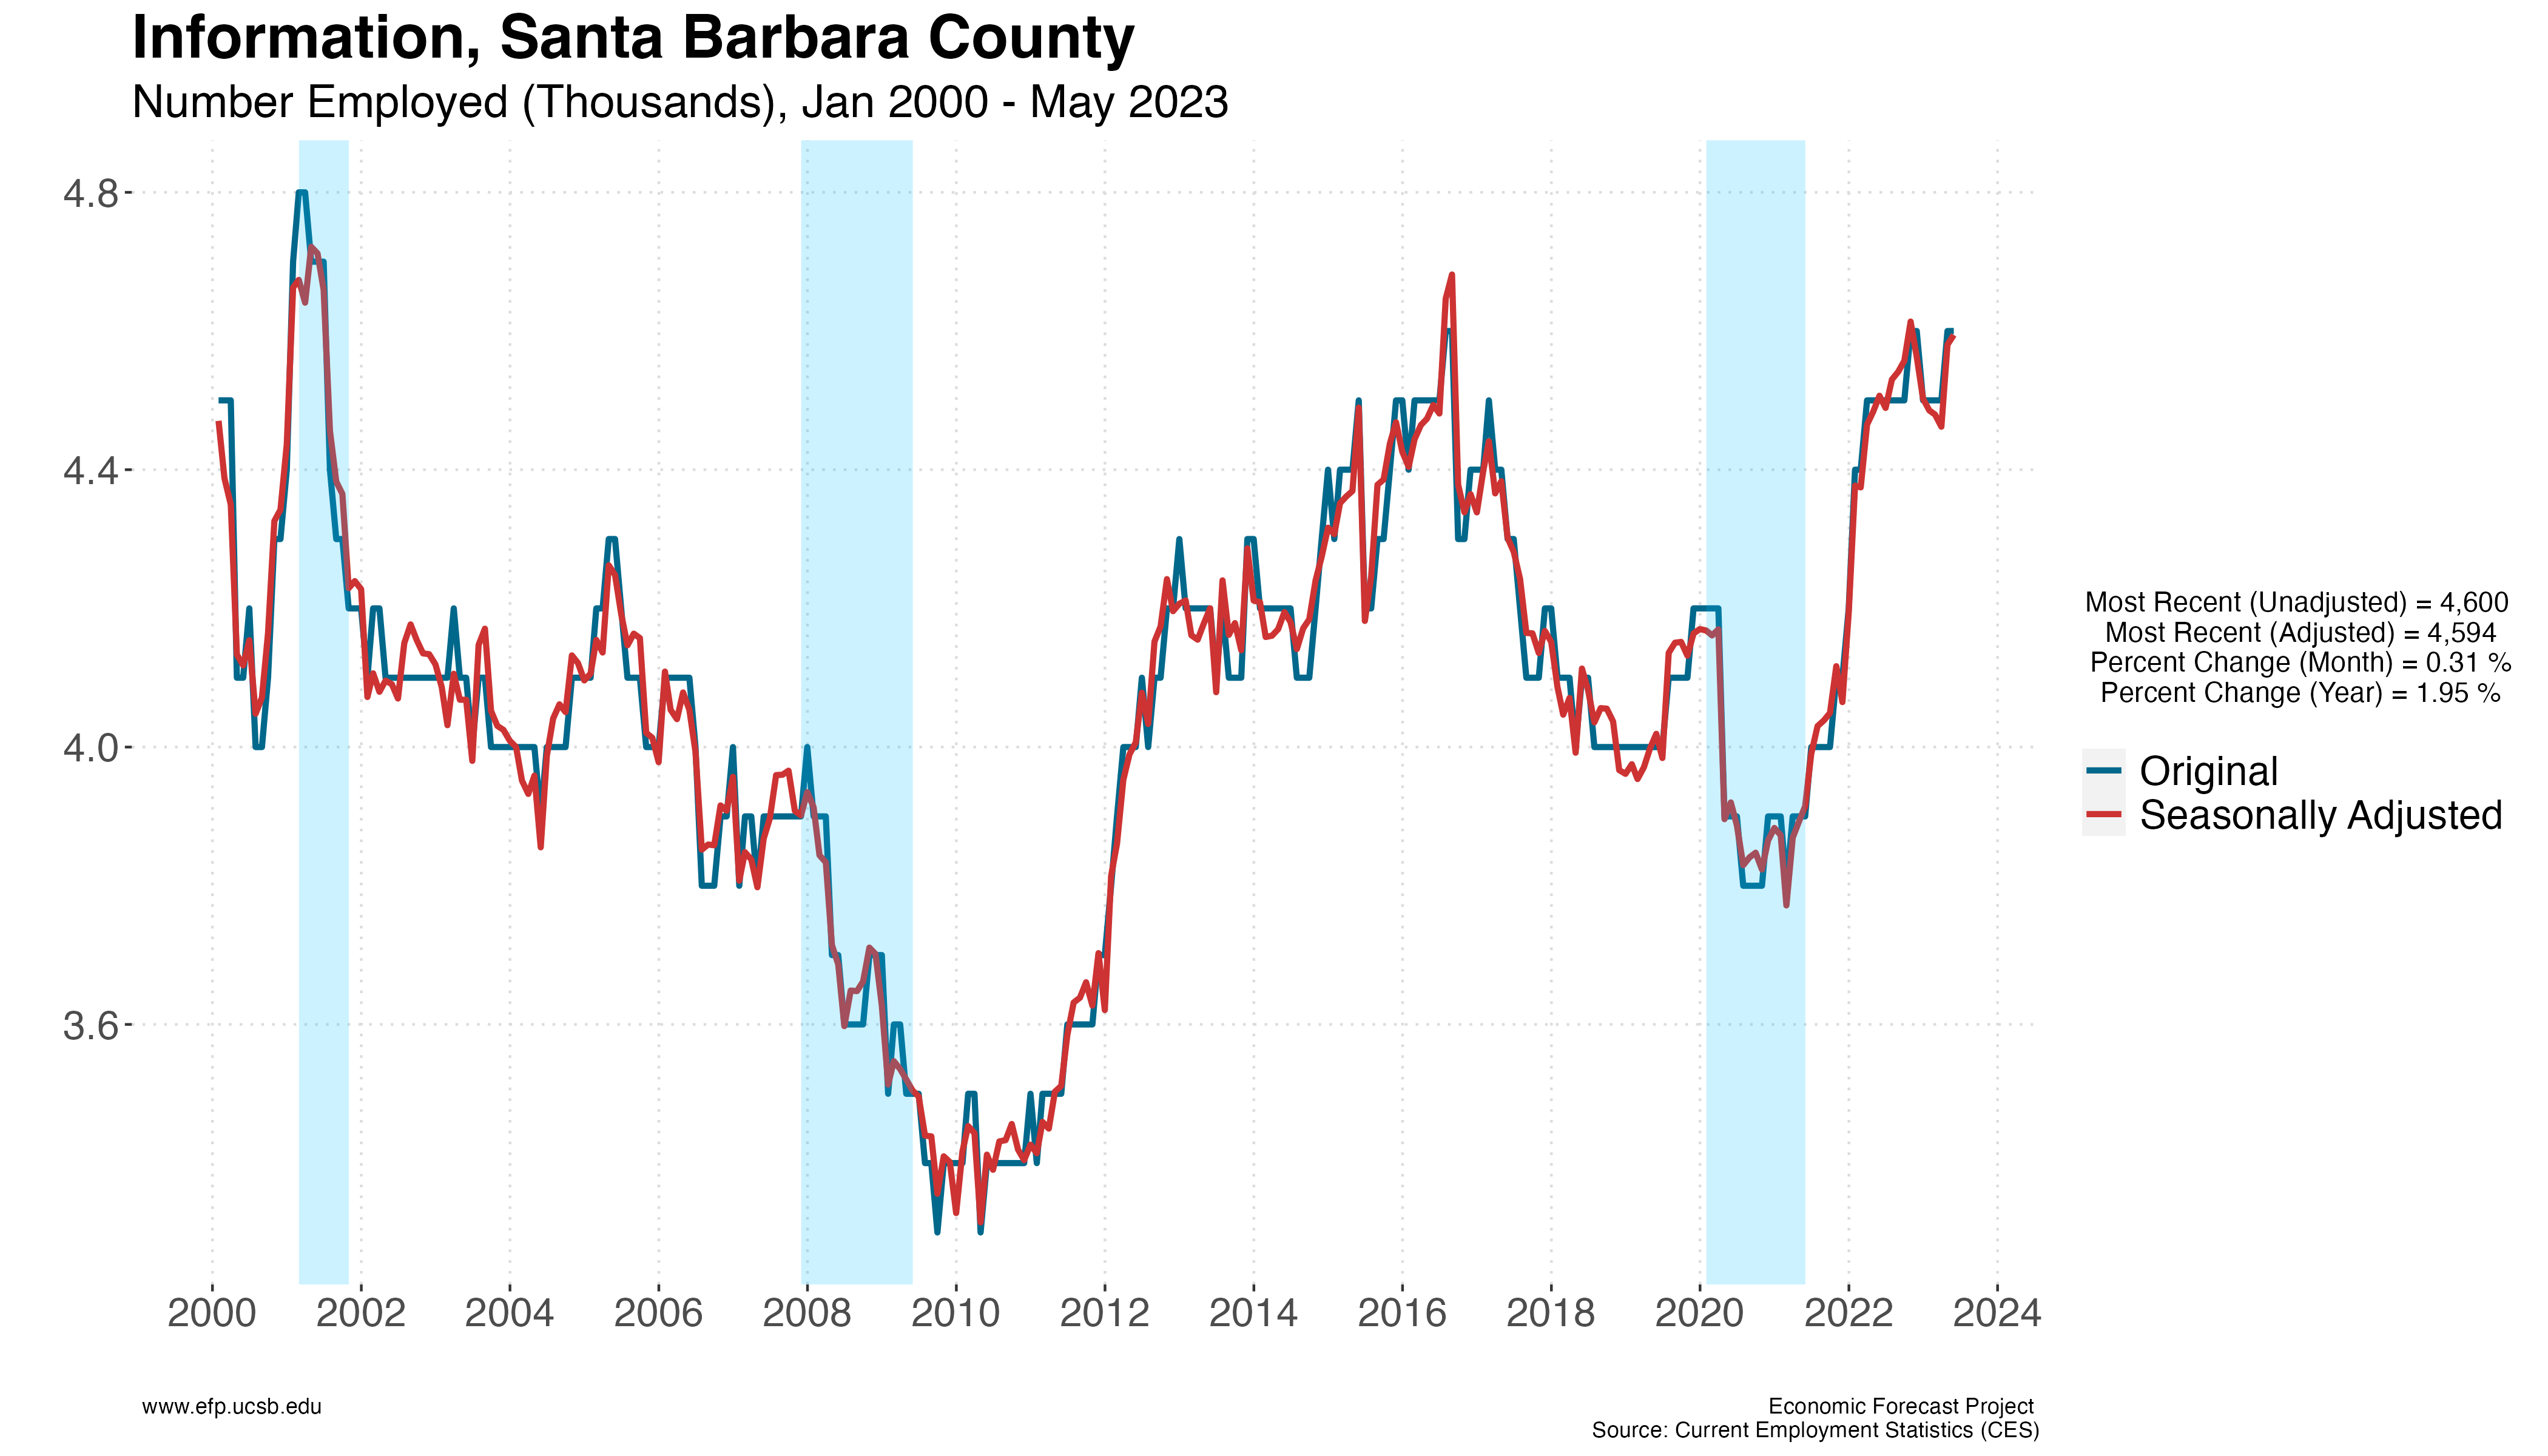 Information, Santa Barbara County
Number Employed (Thousands), Jan 2000 - May 2023
4.8
4.4
4.0
3.6
2000 2002 2004 2006 2008 2010 2012 2014 2016 2018 2020 2022 2024
Most Recent (Unadjusted) = 4,600
Most Recent (Adjusted) = 4,594
Percent Change (Month) = 0.31 %
Percent Change (Year) = 1.95 %
Original
Seasonally Adjusted
www.efp.ucsb.edu
Economic Forecast Project
Source: Current Employment Statistics (CES)